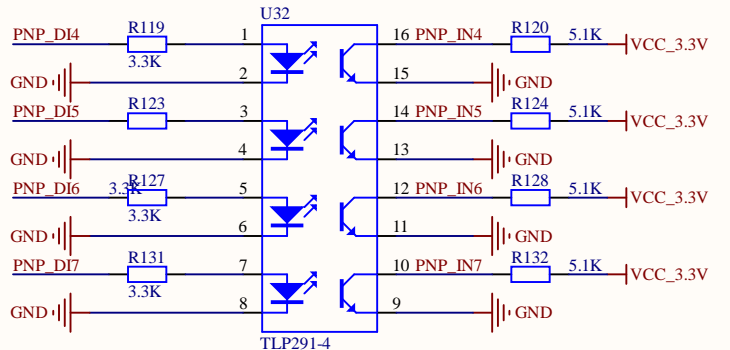 U32
PNP_DI4 R119 1 16 PNP_IN4 R120 5.1K VCC_3.3V
3.3K
GND 2 15 GND
PNP_DI5 R123 3 14 PNP_IN5 R124 5.1K VCC_3.3V
GND 4 13 GND
PNP_DI6 3.3K R127 5 12 PNP_IN6 R128 5.1K VCC_3.3V
3.3K
GND 6 11 GND
PNP_DI7 R131 7 10 PNP_IN7 R132 5.1K VCC_3.3V
3.3K
GND 8 9 GND
TLP291-4